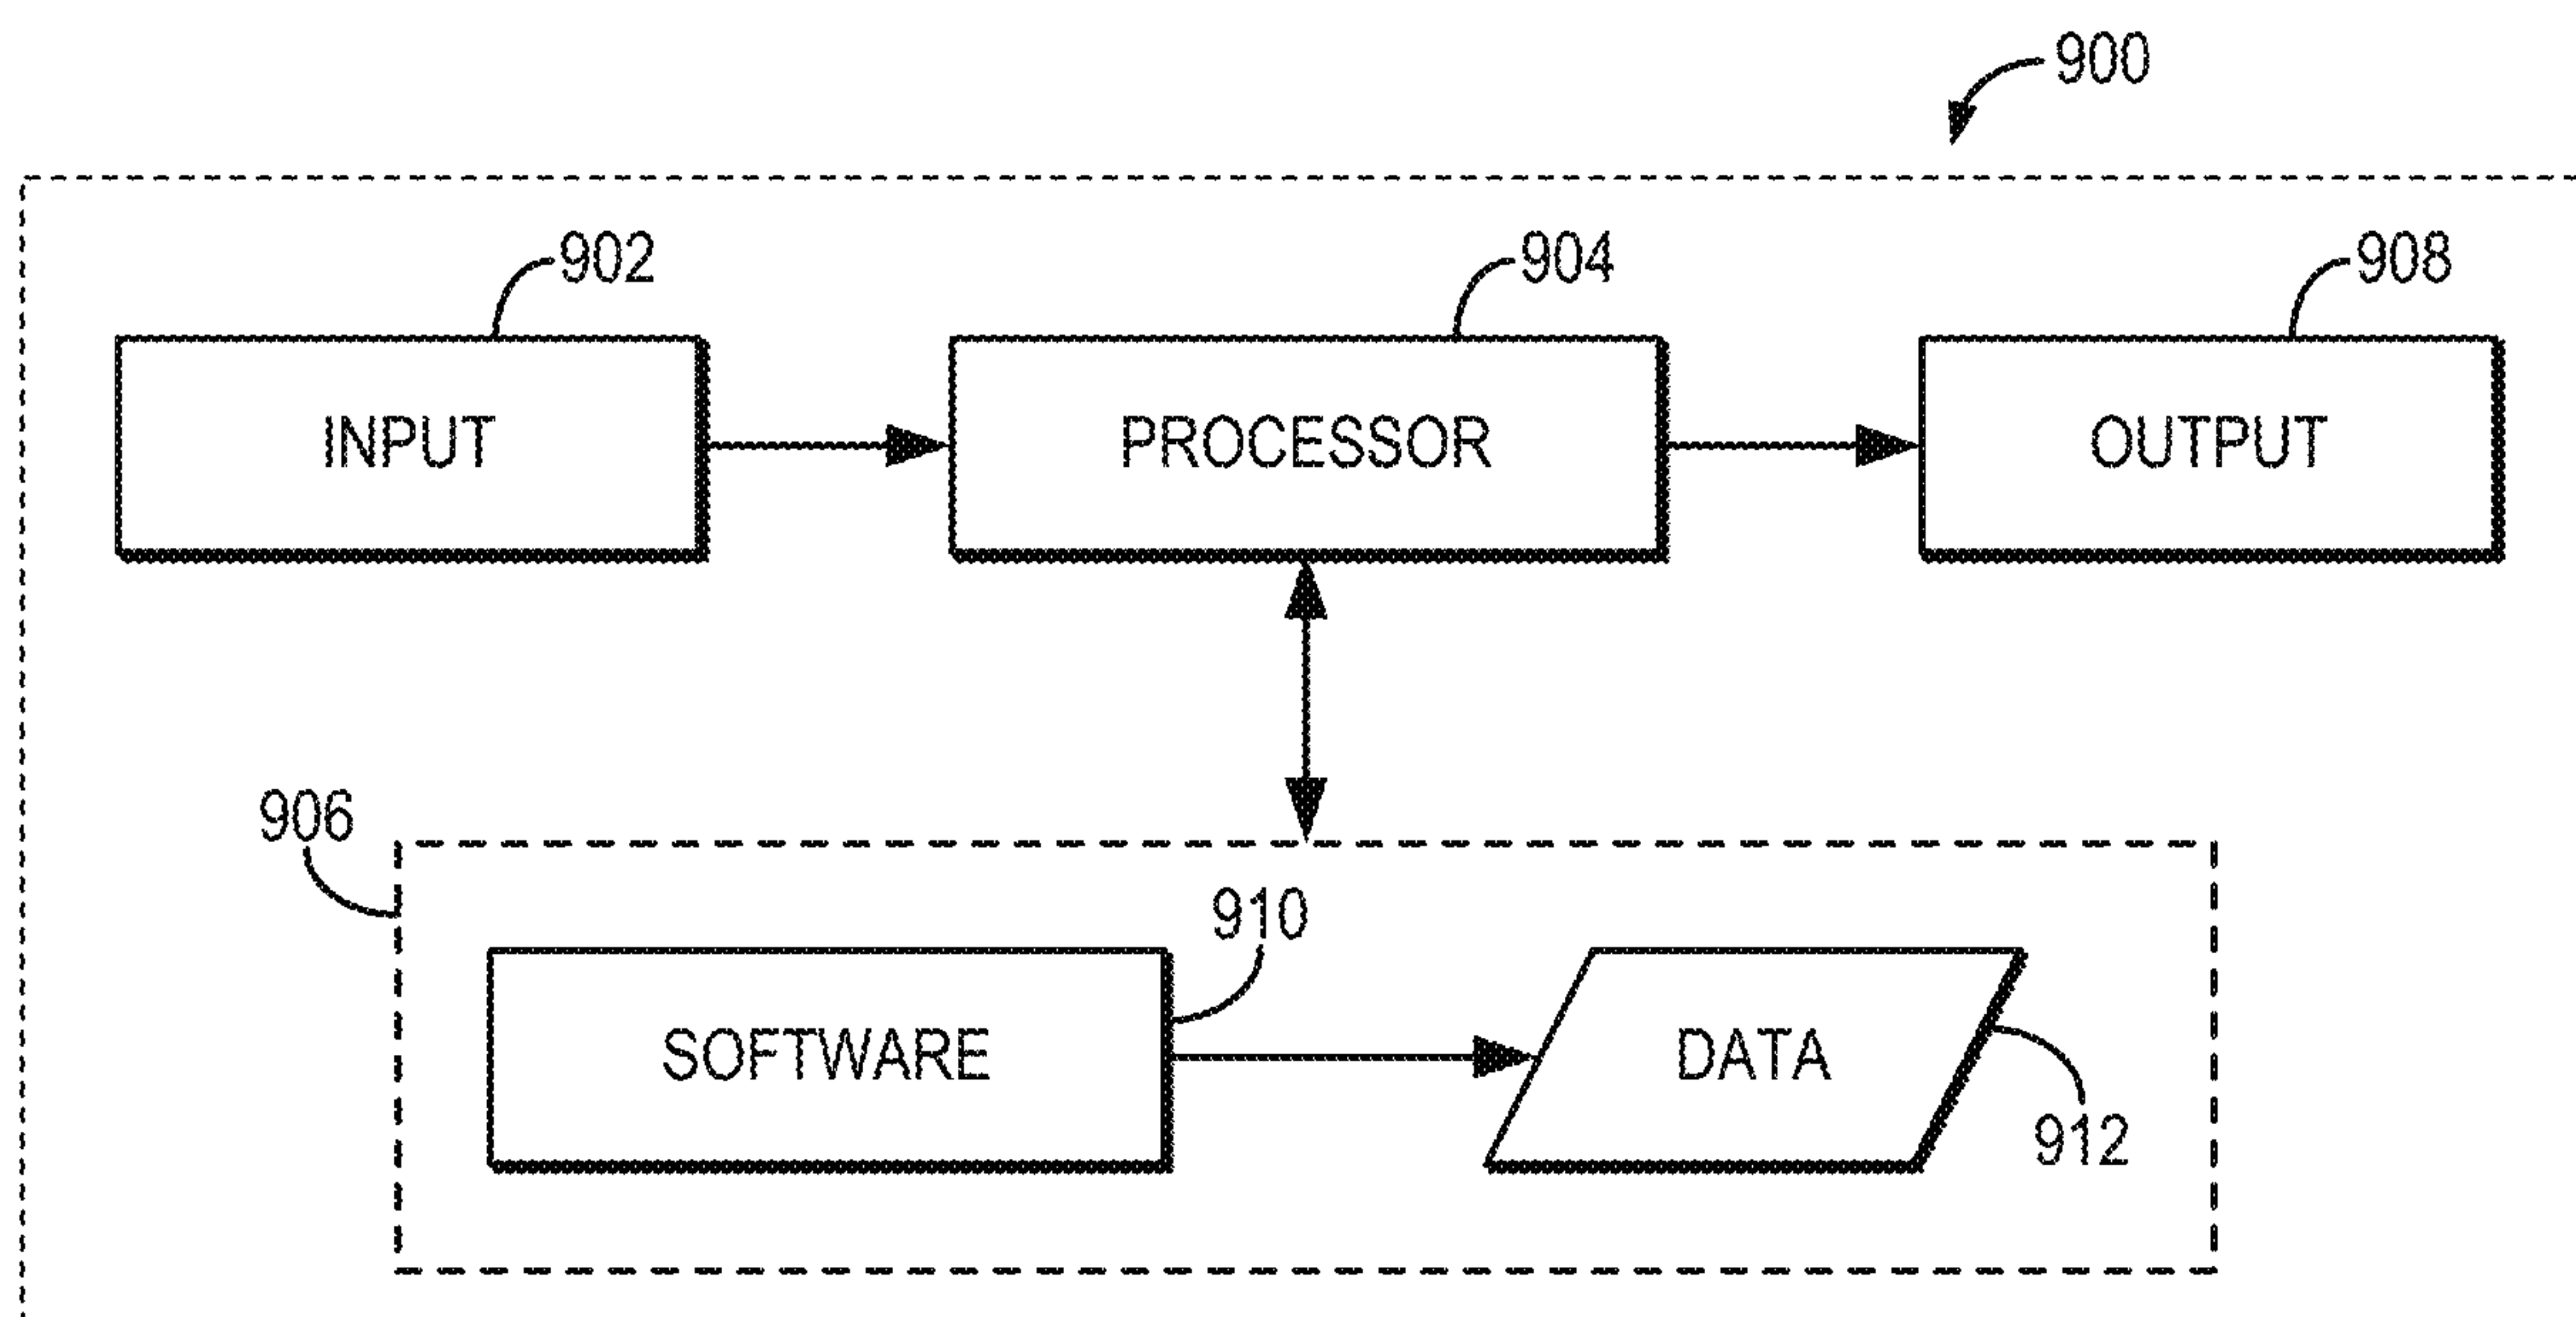 900
902
904
908
INPUT
PROCESSOR
OUTPUT
906
910
SOFTWARE
DATA
912